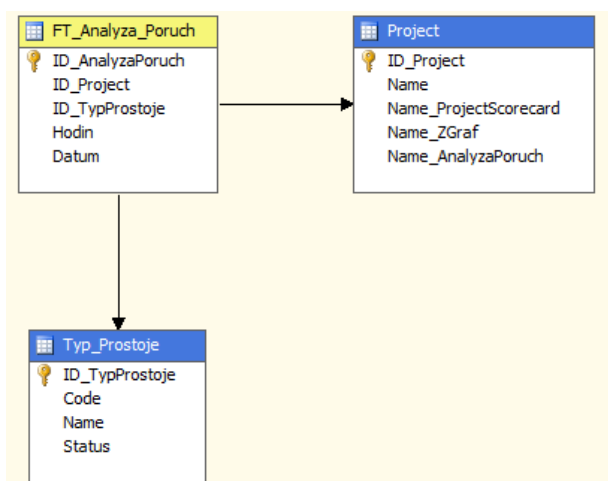 FT_Analyza_Poruch
ID_AnalyzaPoruch
ID_Project
ID_TypProstoje
Hodin
Datum
Project
ID_Project
Name
Name_ProjectScorecard
Name_ZGraf
Name_AnalyzaPoruch
Typ_Prostoje
ID_TypProstoje
Code
Name
Status